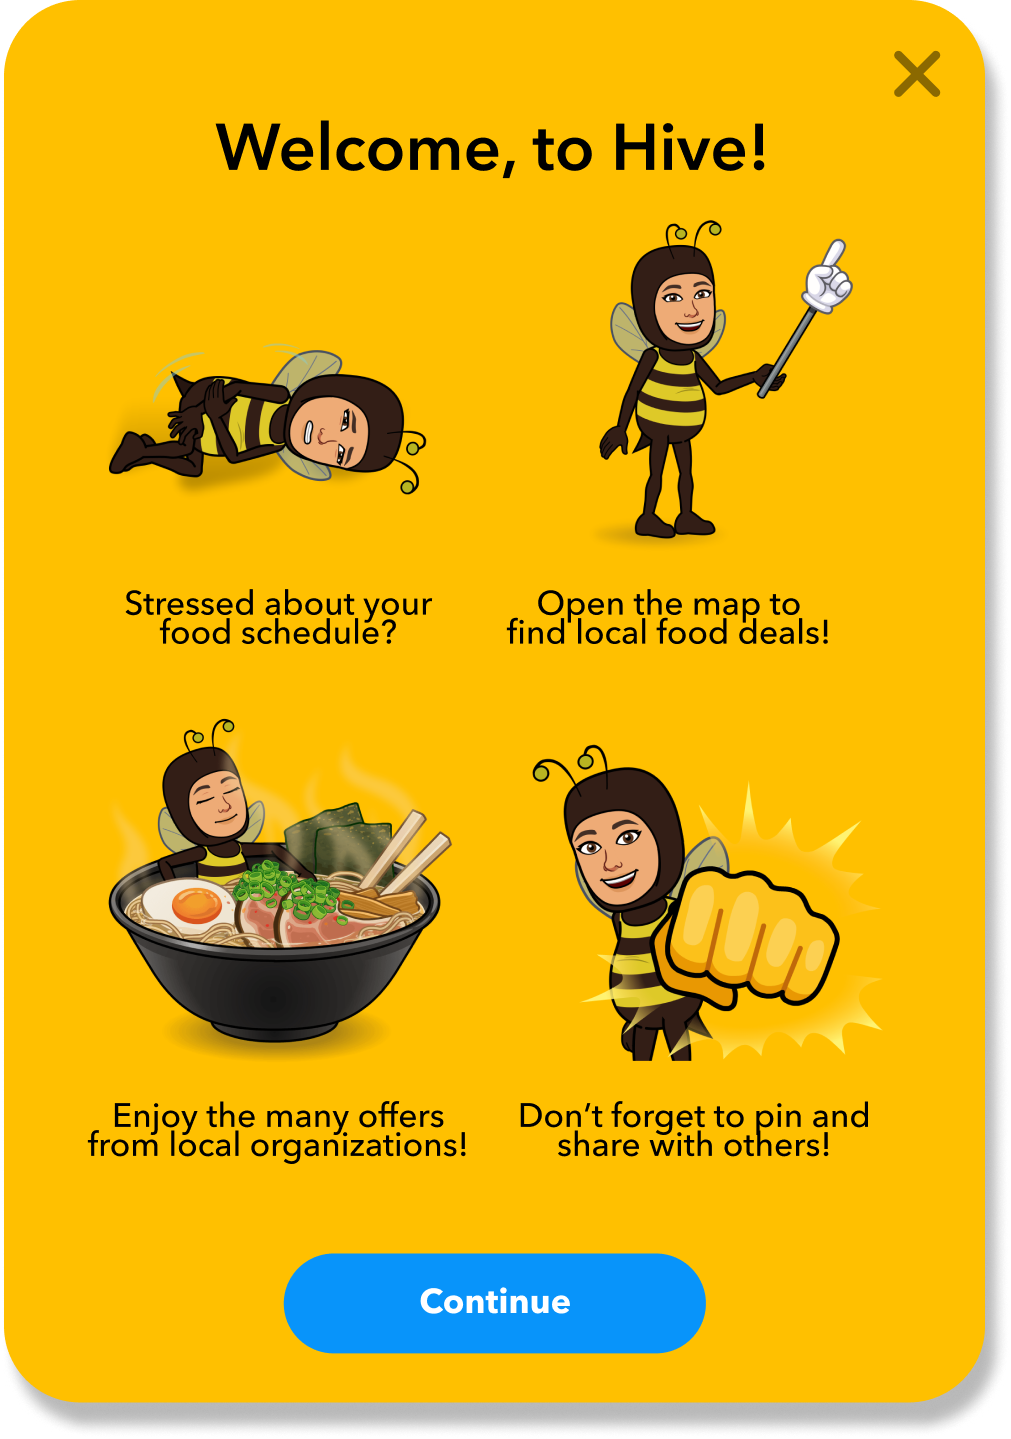 Welcome, to Hive!
Stressed about your
food schedule?
Open the map to
find local food deals!
Enjoy the many offers
from local organizations!
Don’t forget to pin and
share with others!
Continue